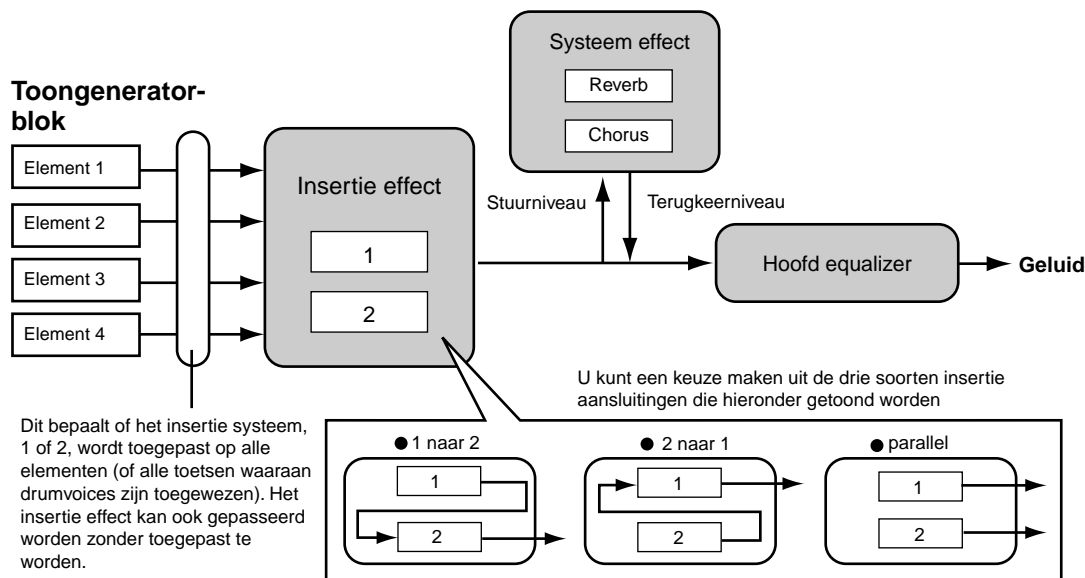 Toongenerator-
blok
Element 1
Element 2
Element 3
Element 4
Insertie effect
1
2
Systeem effect
Reverb
Chorus
Stuurniveau
Terugkeerniveau
Hoofd equalizer
Geluid
Dit bepaalt of het insertie systeem,
1 of 2, wordt toegepast op alle
elementen (of alle toetsen waaraan
drumvoices zijn toegewezen). Het
insertie effect kan ook gepasseerd
worden zonder toegepast te
worden.
U kunt een keuze maken uit de drie soorten insertie
aansluitingen die hieronder getoond worden
● 1 naar 2
1
2
● 2 naar 1
1
2
● parallel
1
2